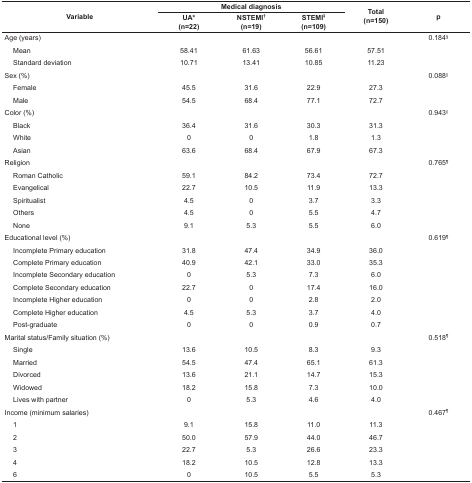 Variable Medical diagnosis Total (n=150) p
UA* (n=22) NSTEMI† (n=19) STEMI‡ (n=109)
Age (years) 0.184§
Mean 58.41 61.63 56.61 57.51
Standard deviation 10.71 13.41 10.85 11.23
Sex (%) 0.088||
Female 45.5 31.6 22.9 27.3
Male 54.5 68.4 77.1 72.7
Color (%) 0.943||
Black 36.4 31.6 30.3 31.3
White 0 0 1.8 1.3
Asian 63.6 68.4 67.9 67.3
Religion 0.765¶
Roman Catholic 59.1 84.2 73.4 72.7
Evangelical 22.7 10.5 11.9 13.3
Spiritualist 4.5 0 3.7 3.3
Others 4.5 0 5.5 4.7
None 9.1 5.3 5.5 6.0
Educational level (%) 0.619¶
Incomplete Primary education 31.8 47.4 34.9 36.0
Complete Primary education 40.9 42.1 33.0 35.3
Incomplete Secondary education 0 5.3 7.3 6.0
Complete Secondary education 22.7 0 17.4 16.0
Incomplete Higher education 0 0 2.8 2.0
Complete Higher education 4.5 5.3 3.7 4.0
Post-graduate 0 0 0.9 0.7
Marital status/Family situation (%) 0.518¶
Single 13.6 10.5 8.3 9.3
Married 54.5 47.4 65.1 61.3
Divorced 13.6 21.1 14.7 15.3
Widowed 18.2 15.8 7.3 10.0
Lives with partner 0 5.3 4.6 4.0
Income (minimum salaries) 0.467¶
1 9.1 15.8 11.0 11.3
2 50.0 57.9 44.0 46.7
3 22.7 5.3 26.6 23.3
4 18.2 10.5 12.8 13.3
6 0 10.5 5.5 5.3